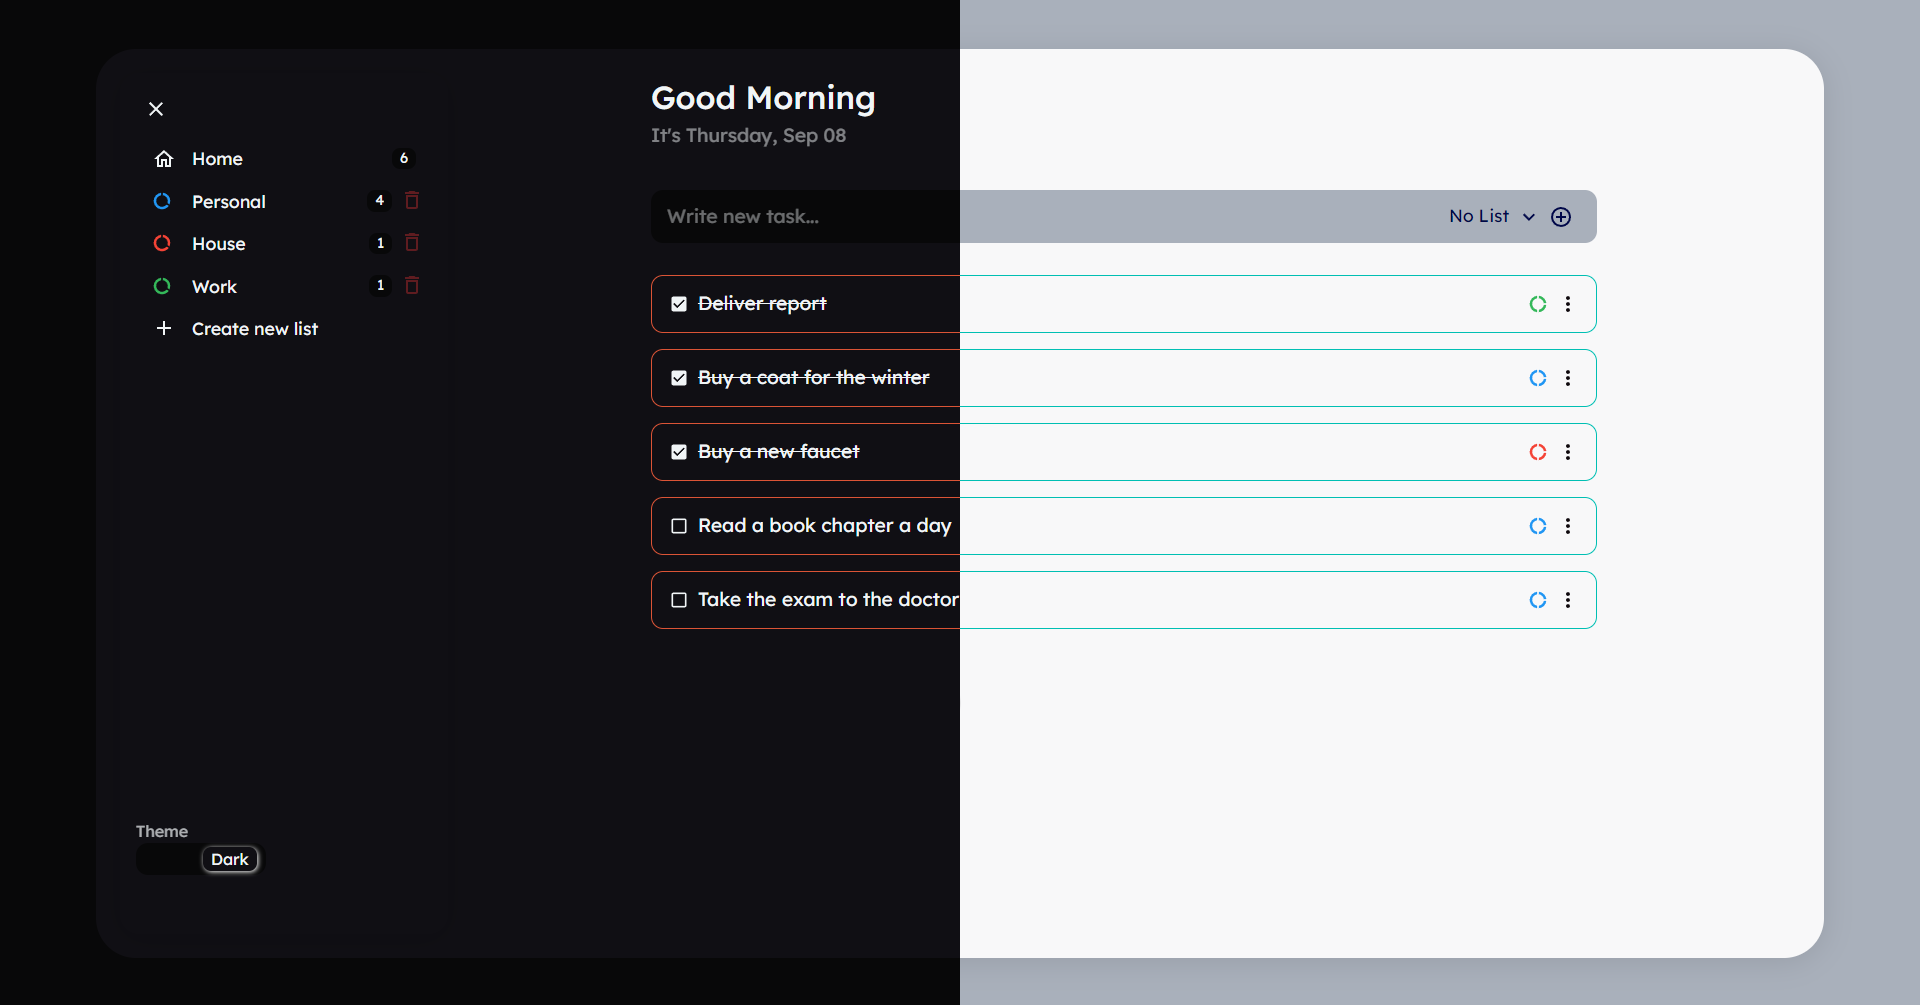 Good Morning
It's Thursday, Sep 08
Home 6
Personal 4
House 1
Work 1
Create new list
Write new task... No List
Deliver report
Buy a coat for the winter
Buy a new faucet
Read a book chapter a day
Take the exam to the doctor
Theme
Dark